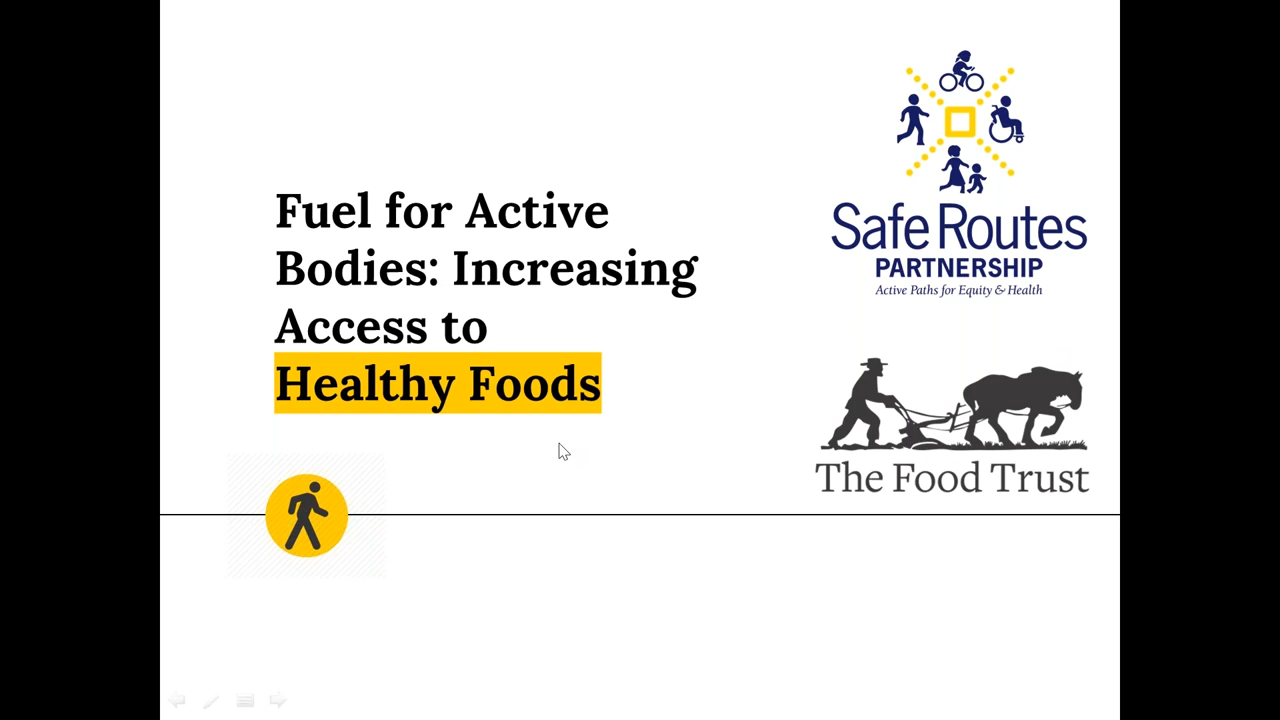 Fuel for Active
Bodies: Increasing
Access to
Healthy Foods
Safe Routes
PARTNERSHIP
Active Paths for Equity & Health
The Food Trust